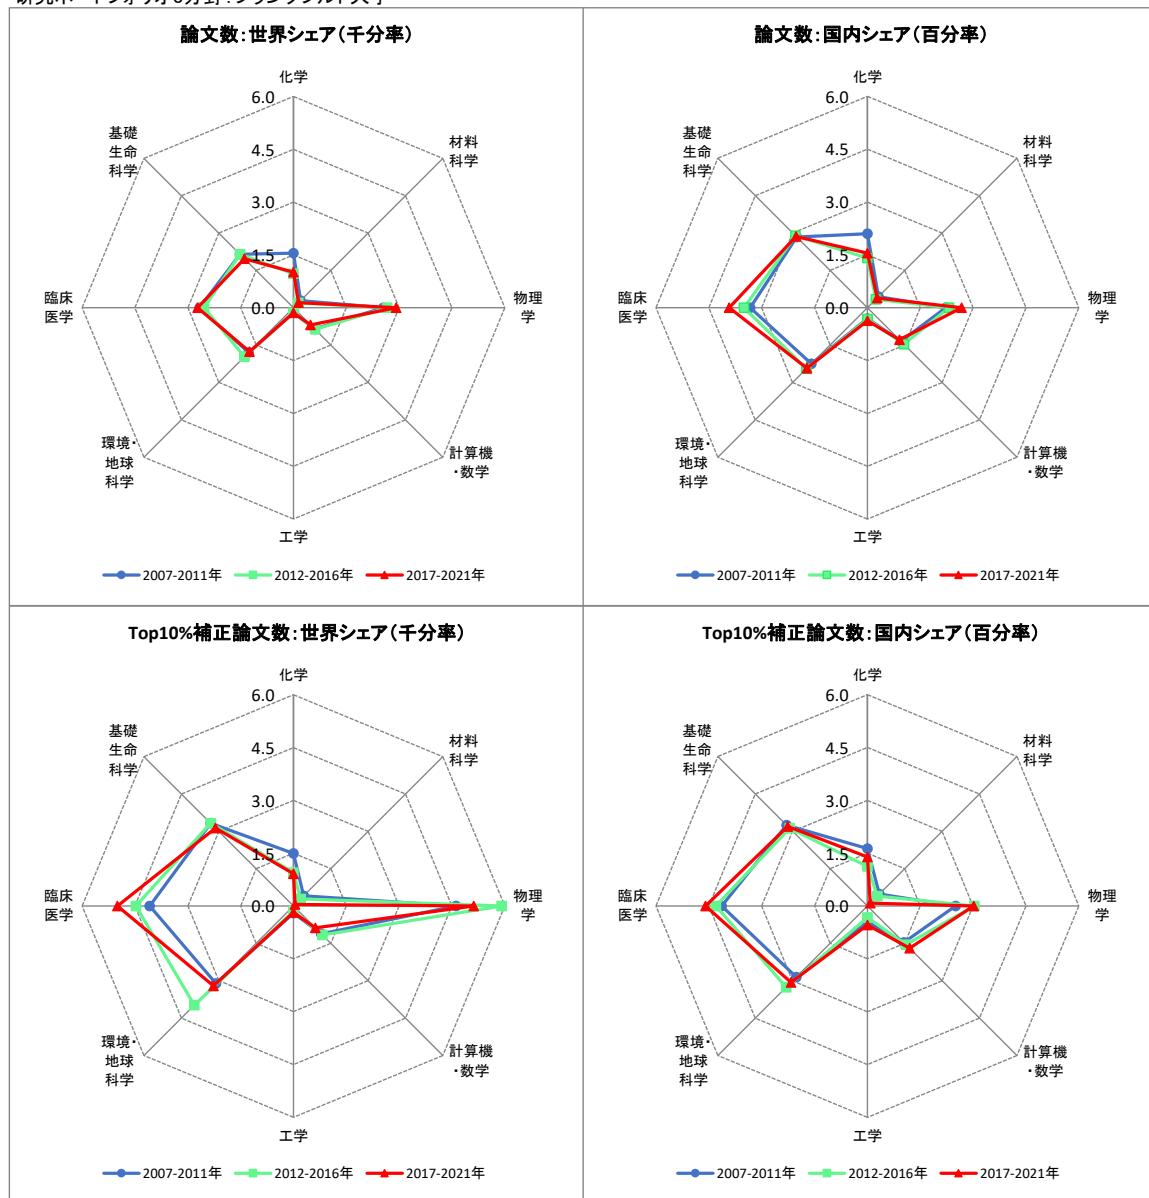 論文数:世界シェア(千分率)
化学
6.0
4.5
3.0
1.5
0.0
材料
科学
物理
学
計算機
・数学
工学
環境・
地球
科学
臨床
医学
基礎
生命
科学
2007-2011年
2012-2016年
2017-2021年
論文数:国内シェア(百分率)
化学
6.0
4.5
3.0
1.5
0.0
材料
科学
物理
学
計算機
・数学
工学
環境・
地球
科学
臨床
医学
基礎
生命
科学
2007-2011年
2012-2016年
2017-2021年
Top10%補正論文数:世界シェア(千分率)
化学
6.0
4.5
3.0
1.5
0.0
材料
科学
物理
学
計算機
・数学
工学
環境・
地球
科学
臨床
医学
基礎
生命
科学
2007-2011年
2012-2016年
2017-2021年
Top10%補正論文数:国内シェア(百分率)
化学
6.0
4.5
3.0
1.5
0.0
材料
科学
物理
学
計算機
・数学
工学
環境・
地球
科学
臨床
医学
基礎
生命
科学
2007-2011年
2012-2016年
2017-2021年